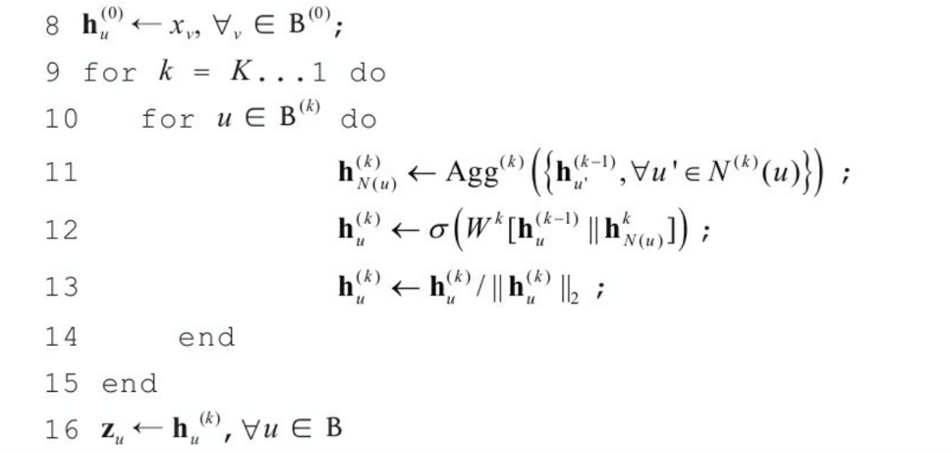 8 h_u^(0) ← x_v, ∀_v ∈ B^(0);
9 for k = K...1 do
10 for u ∈ B^(k) do
11 h_N(u)^(k) ← Agg^(k)({h_u'^(k−1), ∀u' ∈ N^(k)(u)}) ;
12 h_u^(k) ← σ(W^k[h_u^(k−1) || h_N(u)^k]) ;
13 h_u^(k) ← h_u^(k) / || h_u^(k) ||_2 ;
14 end
15 end
16 z_u ← h_u^(k), ∀u ∈ B